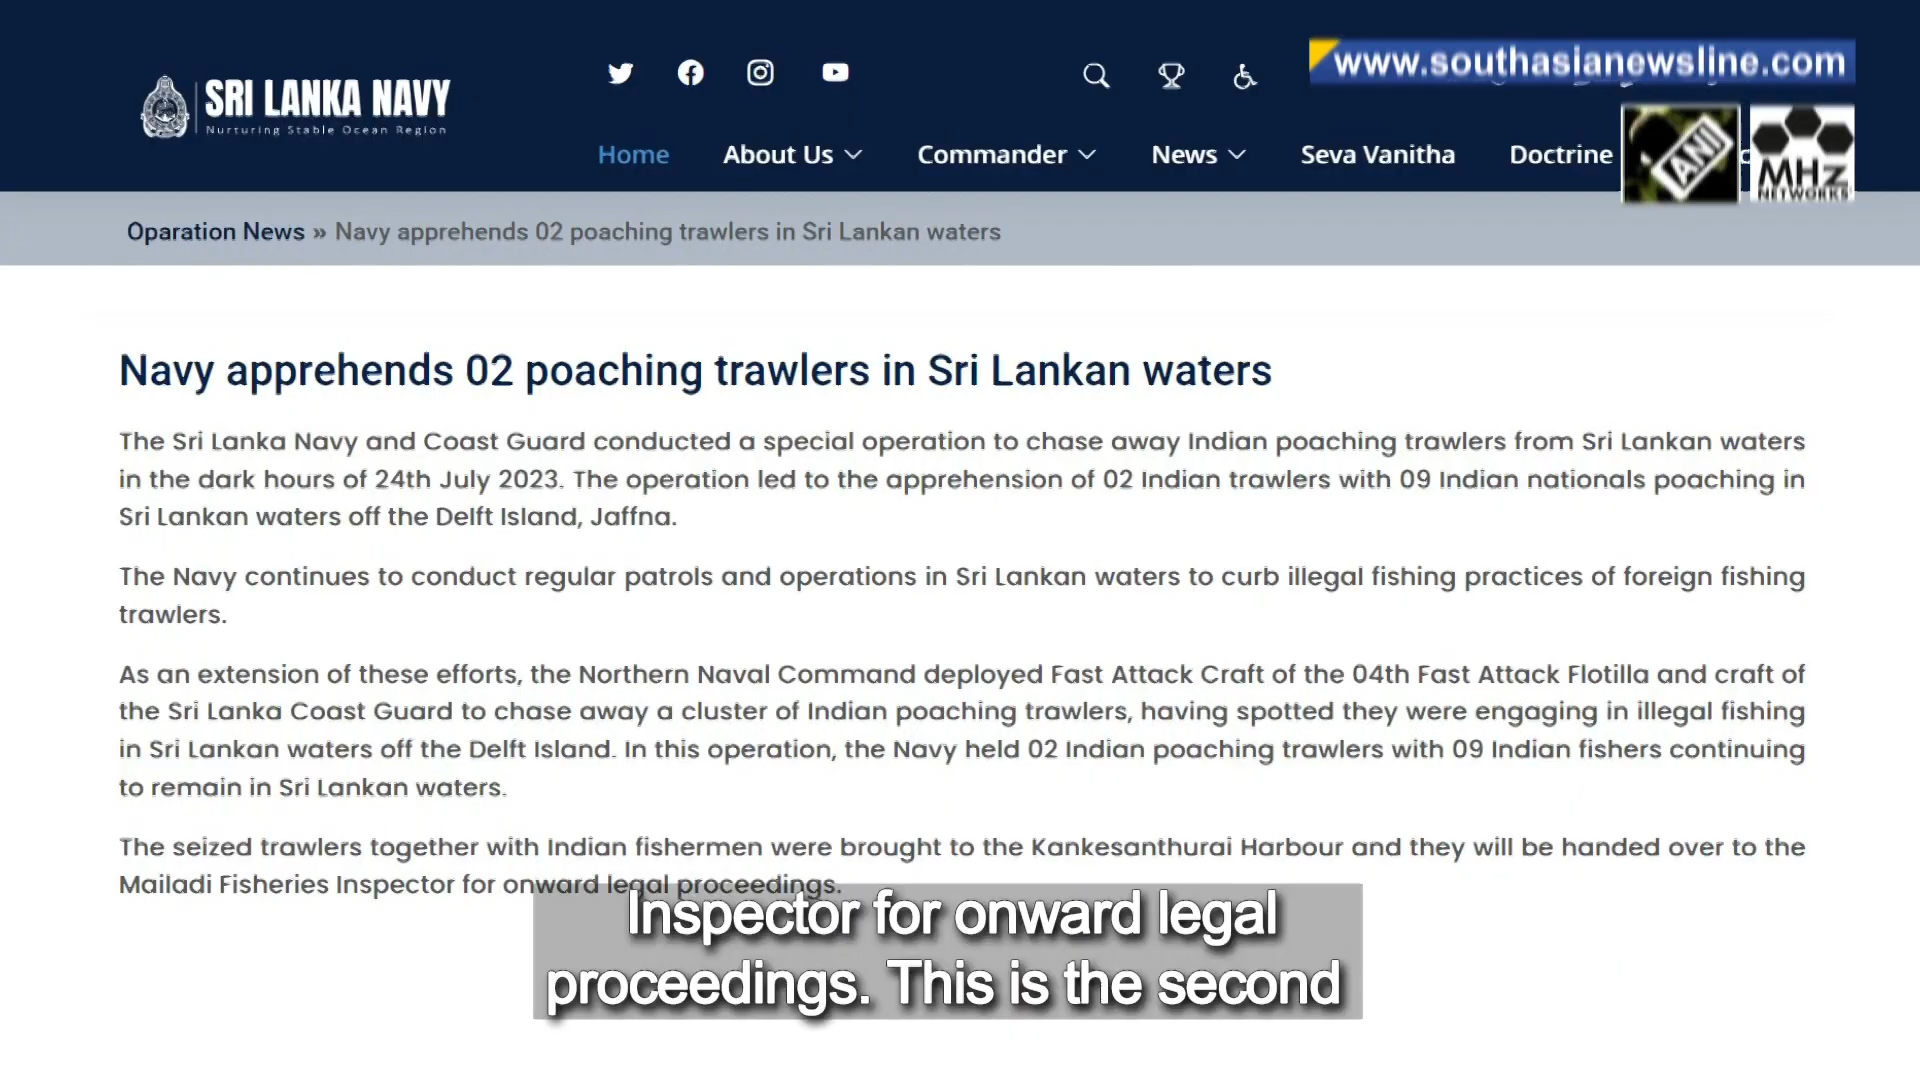 www.southasianewsline.com
SRI LANKA NAVY
Nurturing Stable Ocean Region
Home About Us Commander News Seva Vanitha Doctrine
ANI
MHz
NETWORKS
Oparation News » Navy apprehends 02 poaching trawlers in Sri Lankan waters
Navy apprehends 02 poaching trawlers in Sri Lankan waters
The Sri Lanka Navy and Coast Guard conducted a special operation to chase away Indian poaching trawlers from Sri Lankan waters
in the dark hours of 24th July 2023. The operation led to the apprehension of 02 Indian trawlers with 09 Indian nationals poaching in
Sri Lankan waters off the Delft Island, Jaffna.
The Navy continues to conduct regular patrols and operations in Sri Lankan waters to curb illegal fishing practices of foreign fishing
trawlers.
As an extension of these efforts, the Northern Naval Command deployed Fast Attack Craft of the 04th Fast Attack Flotilla and craft of
the Sri Lanka Coast Guard to chase away a cluster of Indian poaching trawlers, having spotted they were engaging in illegal fishing
in Sri Lankan waters off the Delft Island. In this operation, the Navy held 02 Indian poaching trawlers with 09 Indian fishers continuing
to remain in Sri Lankan waters.
The seized trawlers together with Indian fishermen were brought to the Kankesanthurai Harbour and they will be handed over to the
Mailadi Fisheries Inspector for onward legal proceedings.
Inspector for onward legal
proceedings. This is the second